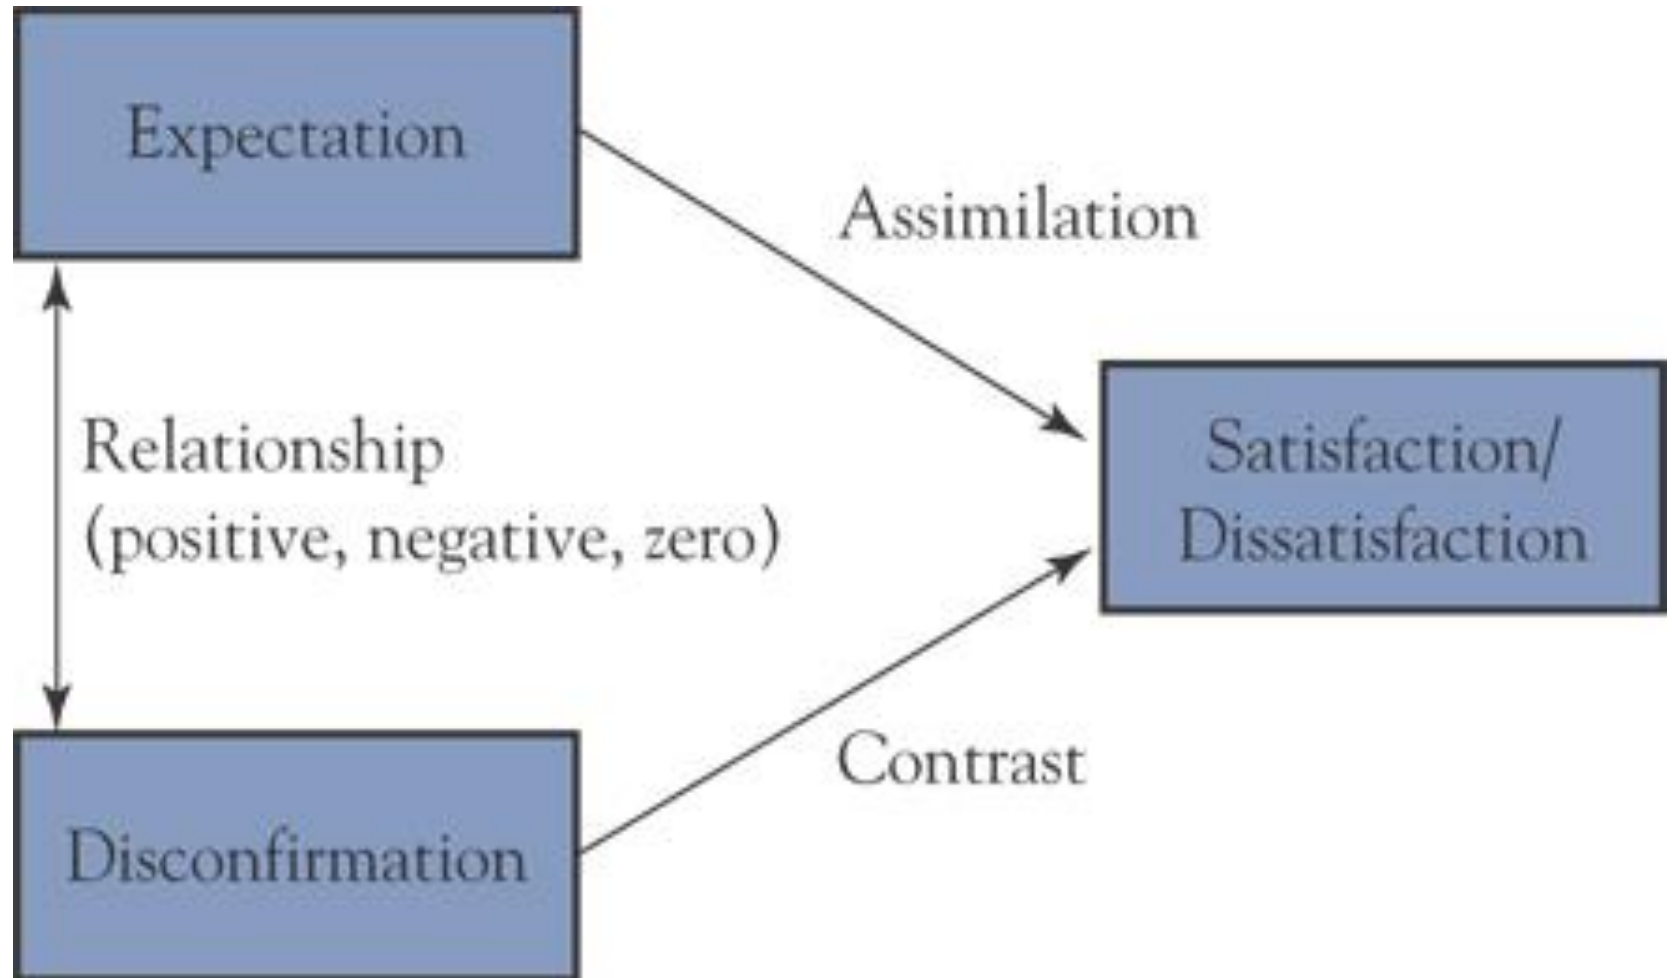 Expectation
Assimilation
Relationship
(positive, negative, zero)
Satisfaction/
Dissatisfaction
Contrast
Disconfirmation